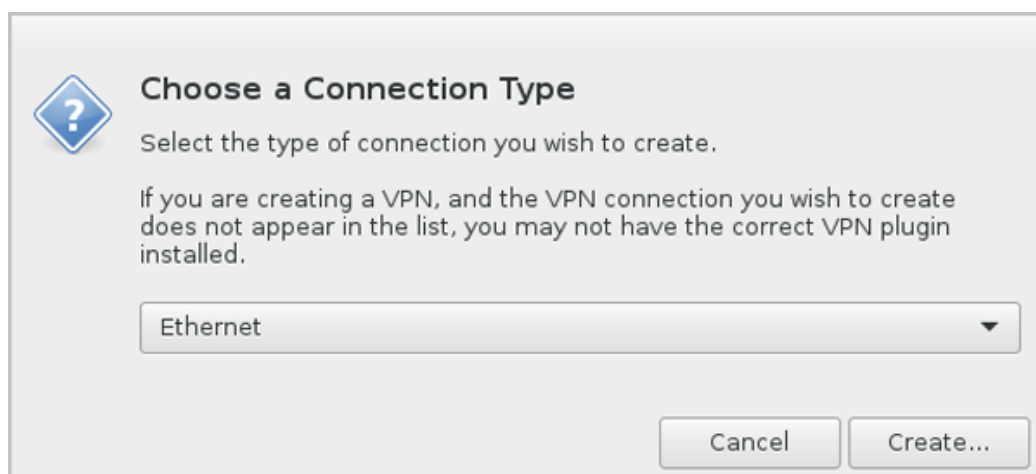 ?
Choose a Connection Type
Select the type of connection you wish to create.
If you are creating a VPN, and the VPN connection you wish to create
does not appear in the list, you may not have the correct VPN plugin
installed.
Ethernet
Cancel
Create...